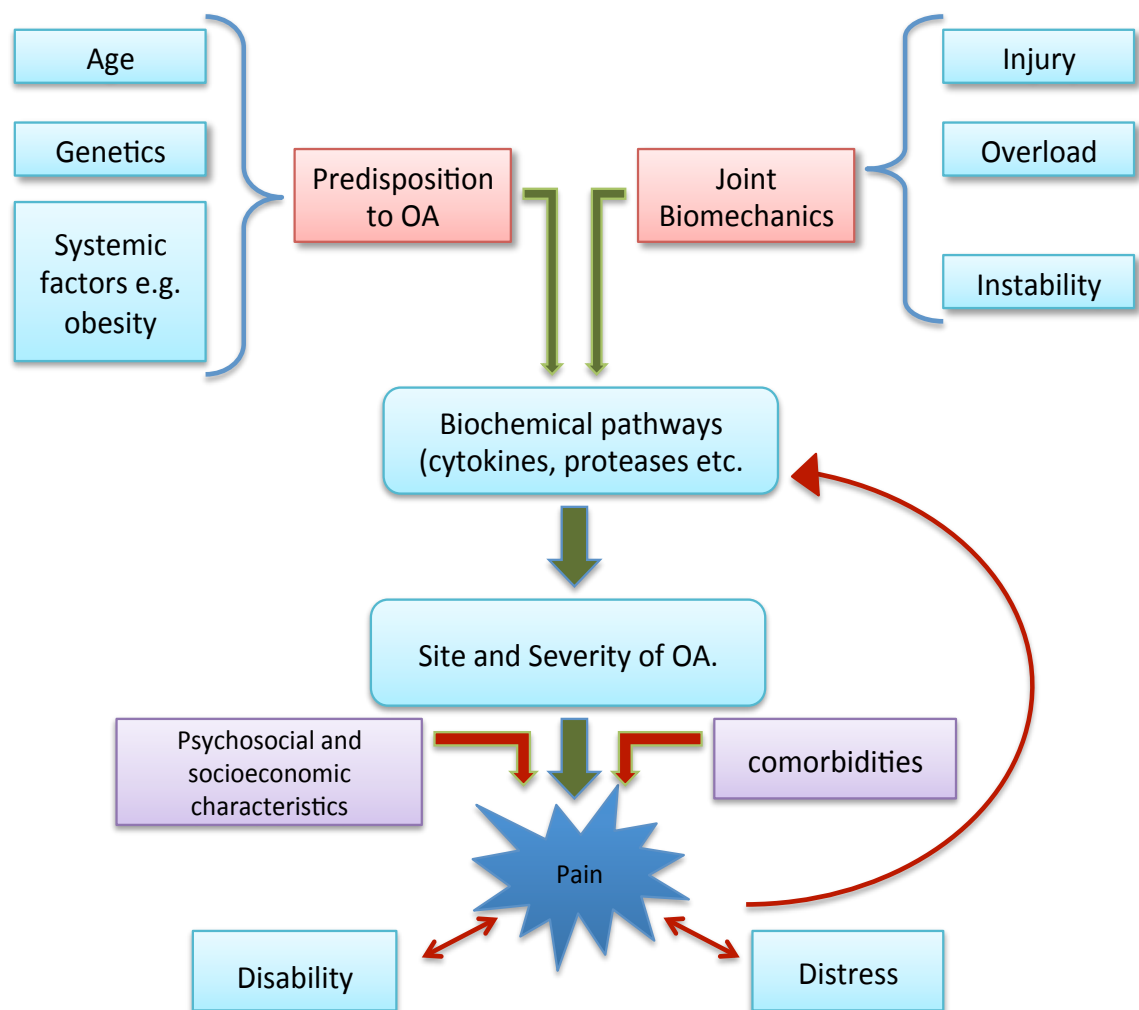 Age
Genetics
Systemic
factors e.g.
obesity
Predisposition
to OA
Joint
Biomechanics
Injury
Overload
Instability
Biochemical pathways
(cytokines, proteases etc.
Site and Severity of OA.
Psychosocial and
socioeconomic
characteristics
comorbidities
Pain
Disability
Distress